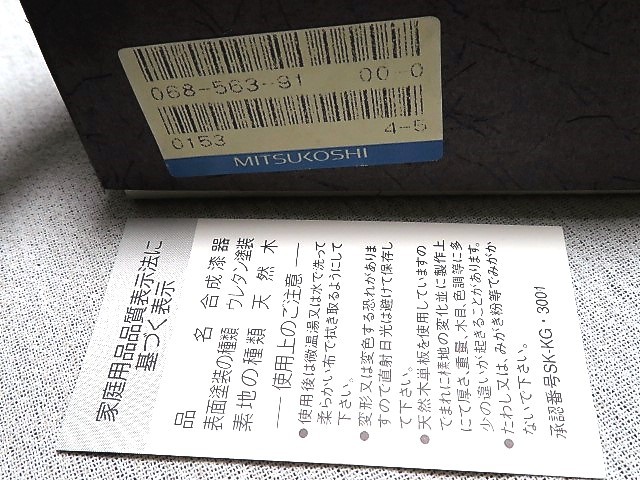 068-563-91 00-0
0153 4-5
MITSUKOSHI
家庭用品品質表示法に
基づく表示
品名 合成漆器
表面塗装の種類 ウレタン塗装
素地の種類 天然木
── 使用上のご注意 ──
●使用後は微温湯又は水で洗って
柔らかい布で拭き取るようにして
下さい。
●変形又は変色する恐れがありま
すので直射日光は避けて保存し
て下さい。
●天然木単板を使用していますの
でまれに樣地の変化並に製作上
にて厚さ、重量、木目、色調等に多
少の違いが起きることがあります。
●たわし又は、みがき粉等でみがか
ないで下さい。
承認番号SK-KG・3001